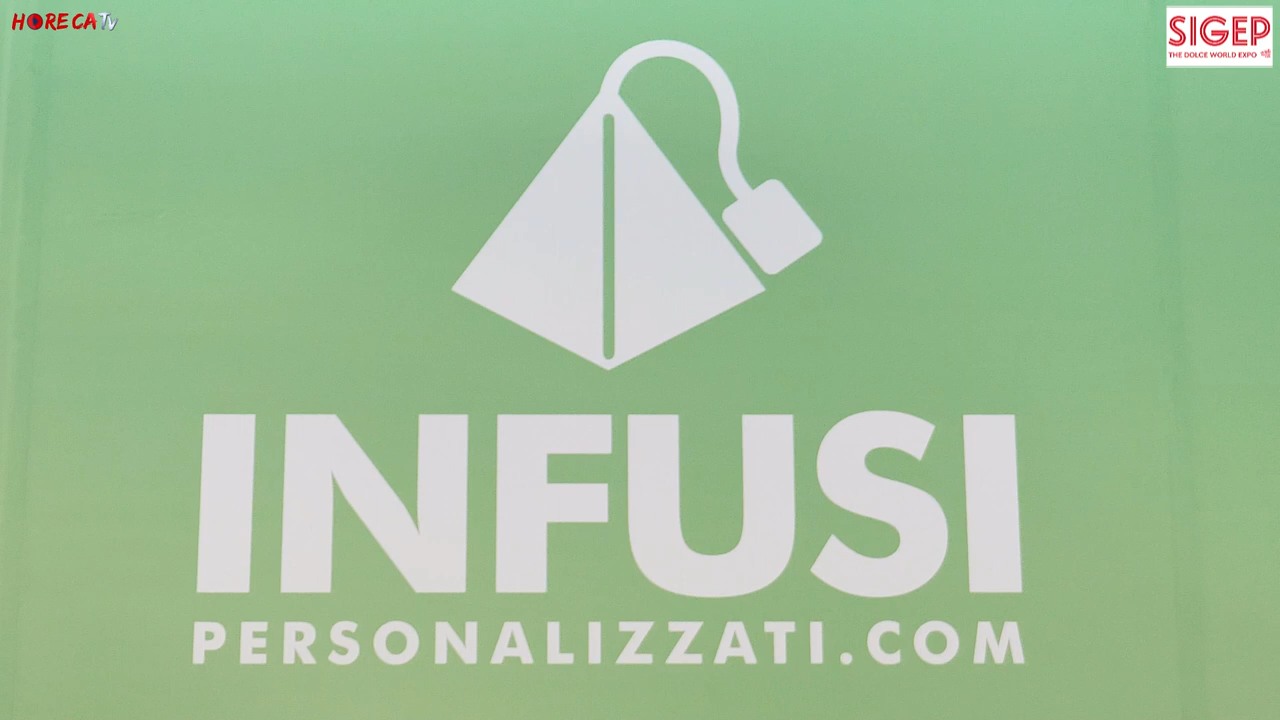 HORECATV
SIGEP
THE DOLCE WORLD EXPO
INFUSI
PERSONALIZZATI.COM